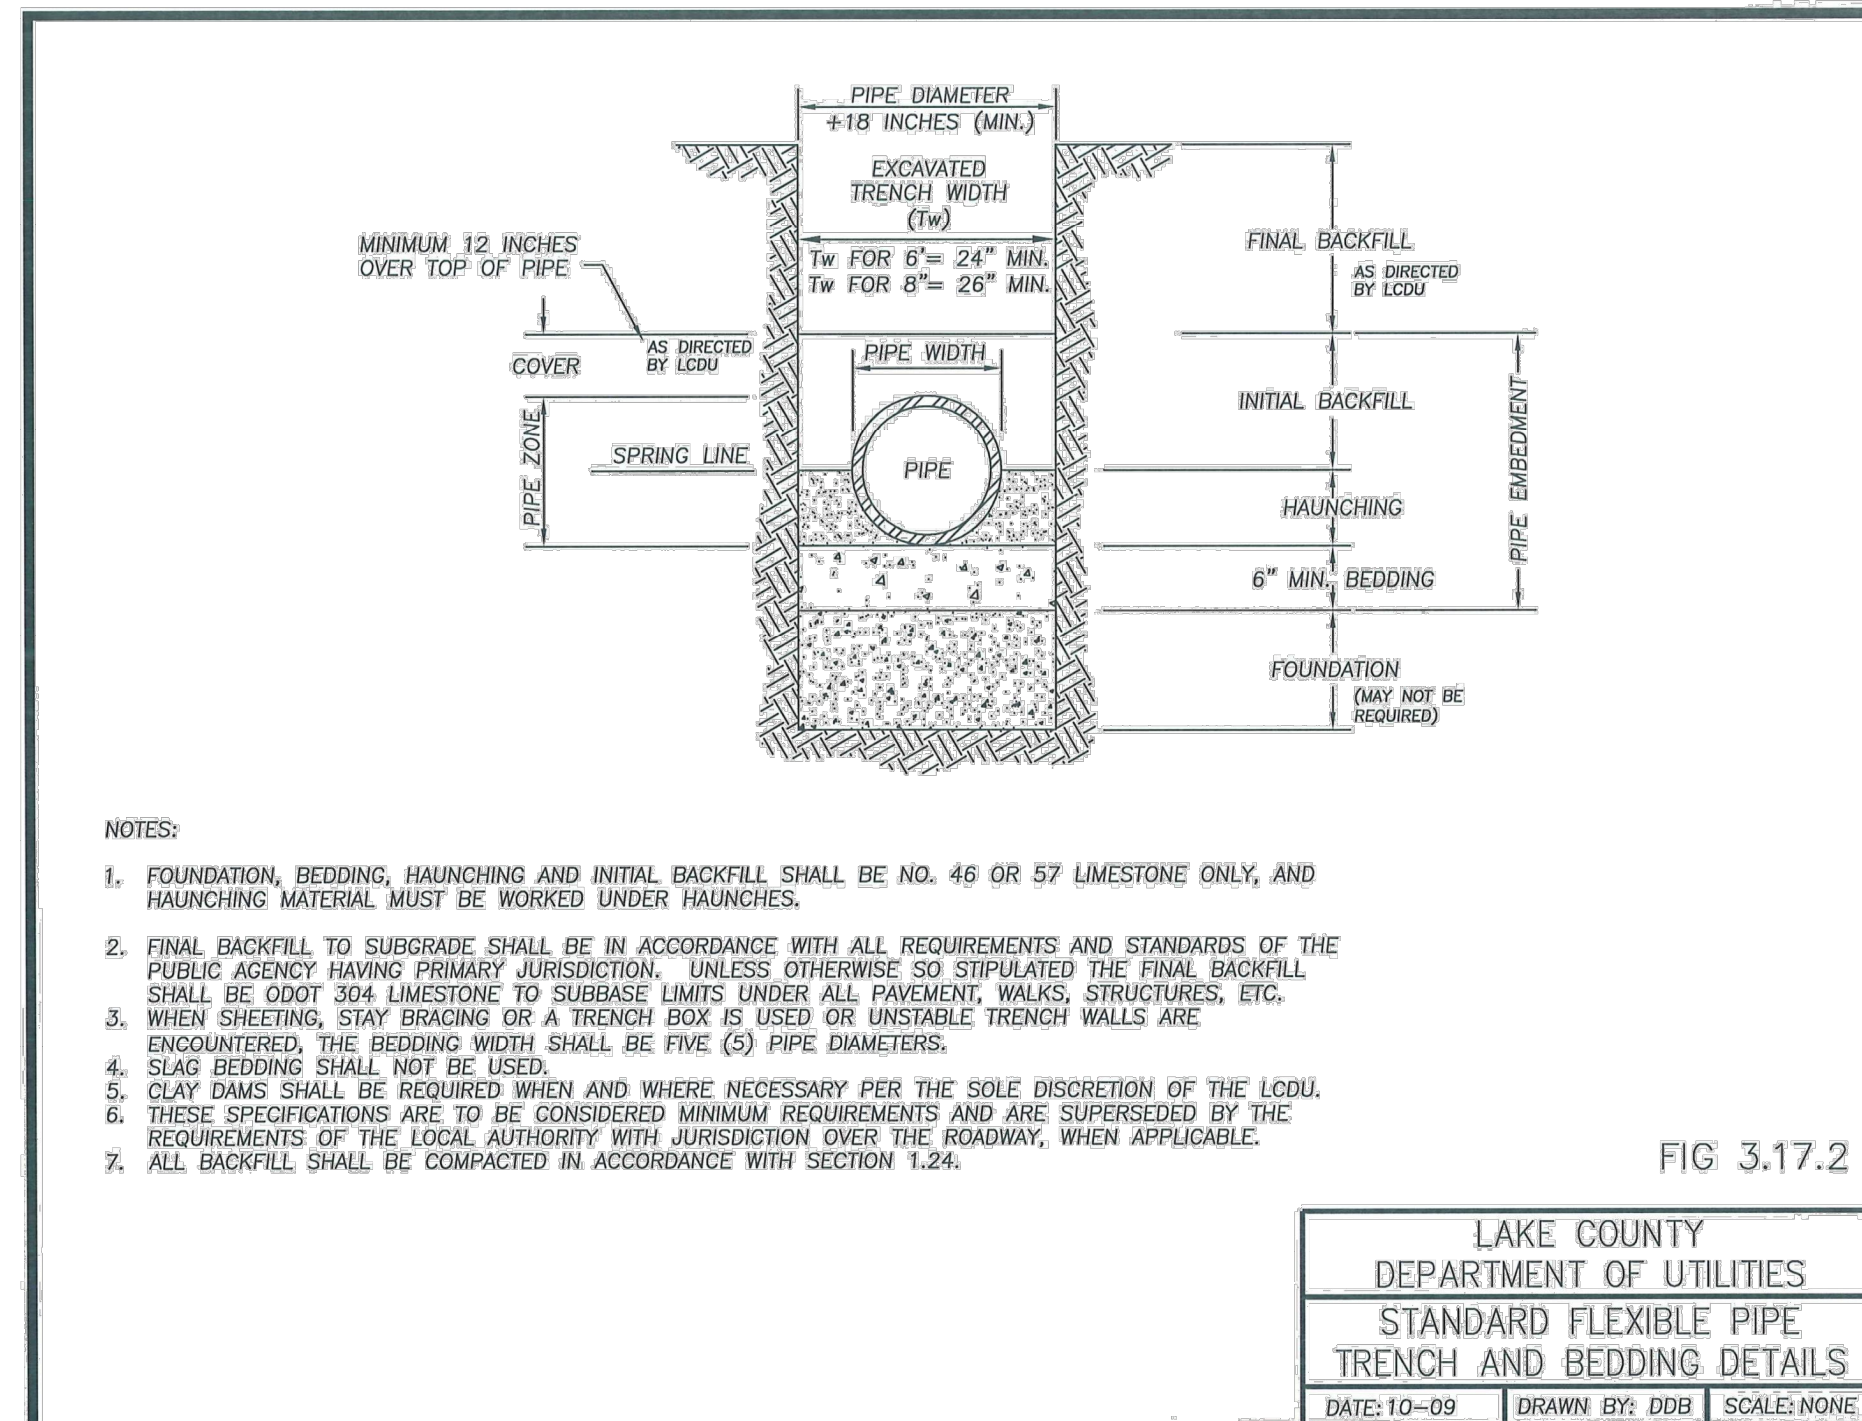 PIPE DIAMETER
+18 INCHES (MIN.)
EXCAVATED
TRENCH WIDTH
(Tw)
Tw FOR 6'= 24" MIN.
Tw FOR 8"= 26" MIN.
MINIMUM 12 INCHES
OVER TOP OF PIPE
AS DIRECTED
BY LCDU
COVER
PIPE ZONE
SPRING LINE
PIPE WIDTH
PIPE
FINAL BACKFILL
AS DIRECTED
BY LCDU
INITIAL BACKFILL
HAUNCHING
6" MIN. BEDDING
PIPE EMBEDMENT
FOUNDATION
(MAY NOT BE
REQUIRED)
NOTES:
1. FOUNDATION, BEDDING, HAUNCHING AND INITIAL BACKFILL SHALL BE NO. 46 OR 57 LIMESTONE ONLY, AND
HAUNCHING MATERIAL MUST BE WORKED UNDER HAUNCHES.
2. FINAL BACKFILL TO SUBGRADE SHALL BE IN ACCORDANCE WITH ALL REQUIREMENTS AND STANDARDS OF THE
PUBLIC AGENCY HAVING PRIMARY JURISDICTION. UNLESS OTHERWISE SO STIPULATED THE FINAL BACKFILL
SHALL BE ODOT 304 LIMESTONE TO SUBBASE LIMITS UNDER ALL PAVEMENT, WALKS, STRUCTURES, ETC.
3. WHEN SHEETING, STAY BRACING OR A TRENCH BOX IS USED OR UNSTABLE TRENCH WALLS ARE
ENCOUNTERED, THE BEDDING WIDTH SHALL BE FIVE (5) PIPE DIAMETERS.
4. SLAG BEDDING SHALL NOT BE USED.
5. CLAY DAMS SHALL BE REQUIRED WHEN AND WHERE NECESSARY PER THE SOLE DISCRETION OF THE LCDU.
6. THESE SPECIFICATIONS ARE TO BE CONSIDERED MINIMUM REQUIREMENTS AND ARE SUPERSEDED BY THE
REQUIREMENTS OF THE LOCAL AUTHORITY WITH JURISDICTION OVER THE ROADWAY, WHEN APPLICABLE.
7. ALL BACKFILL SHALL BE COMPACTED IN ACCORDANCE WITH SECTION 1.24.
FIG 3.17.2
LAKE COUNTY
DEPARTMENT OF UTILITIES
STANDARD FLEXIBLE PIPE
TRENCH AND BEDDING DETAILS
DATE: 10-09 DRAWN BY: DDB SCALE: NONE